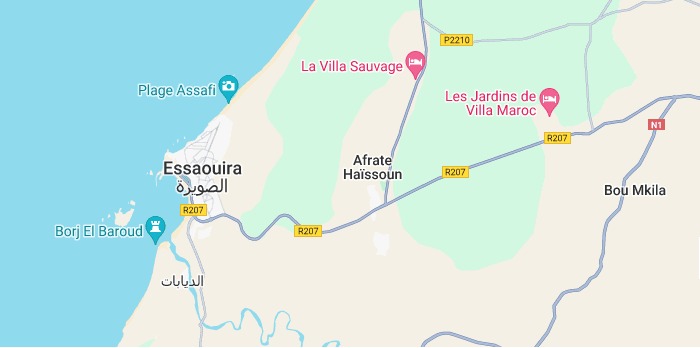 P2210
La Villa Sauvage
Plage Assafi
Les Jardins de
Villa Maroc
N1
R207
Afrate
Haïssoun
Essaouira
الصويرة
R207
Bou Mkila
R207
Borj El Baroud
R207
الديابات